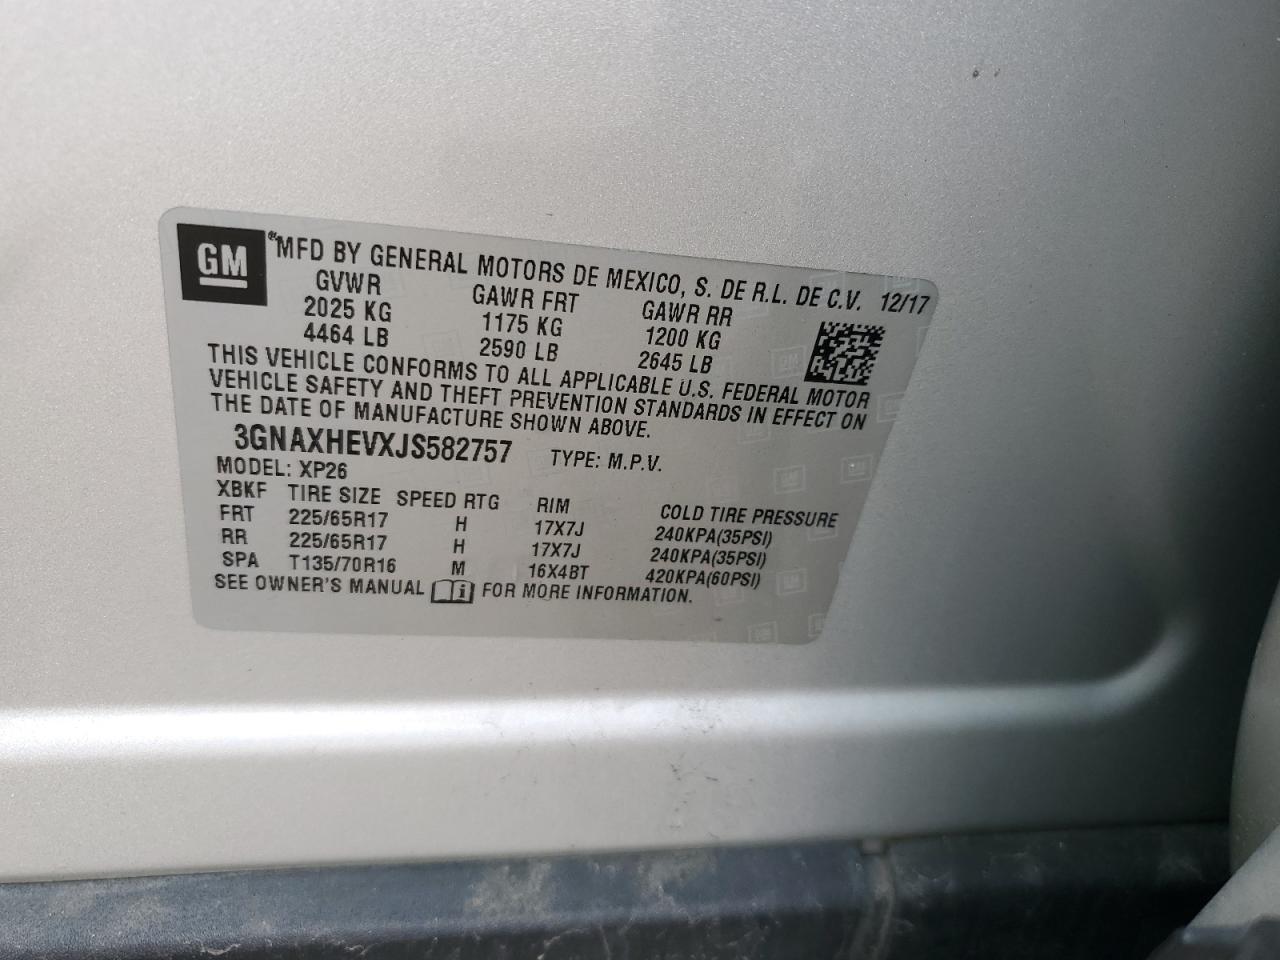 GM
®MFD BY GENERAL MOTORS DE MEXICO, S. DE R.L. DE C.V. 12/17
GVWR GAWR FRT GAWR RR
2025 KG 1175 KG 1200 KG
4464 LB 2590 LB 2645 LB
THIS VEHICLE CONFORMS TO ALL APPLICABLE U.S. FEDERAL MOTOR
VEHICLE SAFETY AND THEFT PREVENTION STANDARDS IN EFFECT ON
THE DATE OF MANUFACTURE SHOWN ABOVE.
3GNAXHEVXJS582757 TYPE: M.P.V.
MODEL: XP26
XBKF TIRE SIZE SPEED RTG RIM COLD TIRE PRESSURE
FRT 225/65R17 H 17X7J 240KPA(35PSI)
RR 225/65R17 H 17X7J 240KPA(35PSI)
SPA T135/70R16 M 16X4BT 420KPA(60PSI)
SEE OWNER'S MANUAL i FOR MORE INFORMATION.